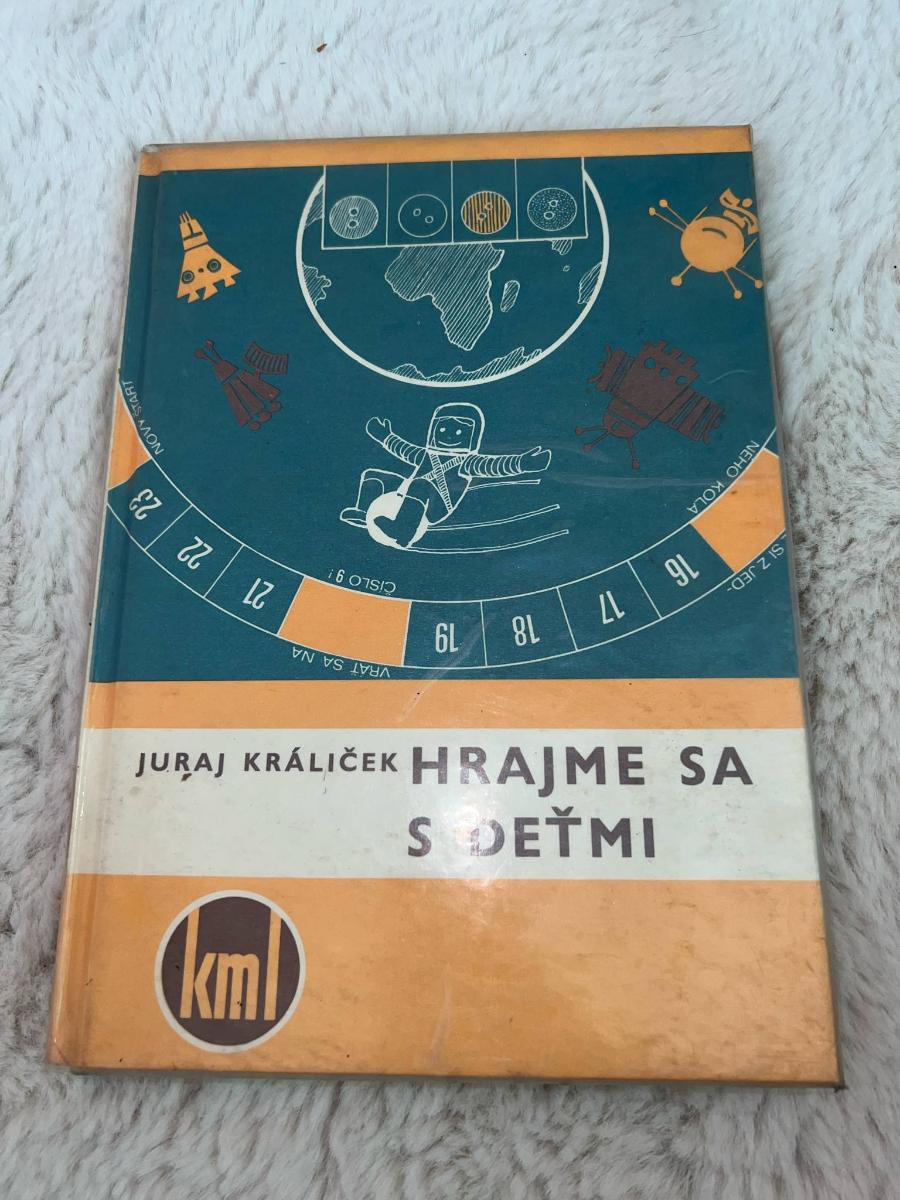 NOVÝ ŠTART
23
22
21
ČÍSLO 9!
VRÁŤ SA NA
19
18
17
16
NÉHO KOLA
SI Z JED-
JURAJ KRÁLIČEK
HRAJME SA
S DEŤMI
kml